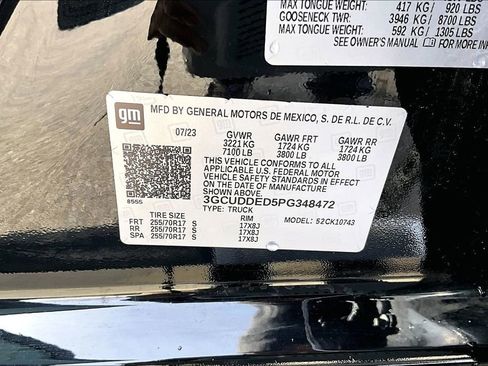 MAX TONGUE WEIGHT: 417 KG / 920 LBS
GOOSENECK TWR: 3946 KG / 8700 LBS
MAX TONGUE WEIGHT: 592 KG / 1305 LBS
SEE OWNER'S MANUAL FOR MORE INFO
gm
MFD BY GENERAL MOTORS DE MEXICO, S. DE R.L. DE C.V.
07/23 GVWR GAWR FRT GAWR RR
3221 KG 1724 KG 1724 KG
7100 LB 3800 LB 3800 LB
THIS VEHICLE CONFORMS TO ALL
APPLICABLE U.S. FEDERAL MOTOR
VEHICLE SAFETY STANDARDS IN
EFFECT ON THE DATE OF MANUFACTURE
SHOWN ABOVE.
8555 3GCUDDED5PG348472
TYPE: TRUCK
TIRE SIZE RIM MODEL: 52CK10743
FRT 255/70R17 S 17X8J
RR 255/70R17 S 17X8J
SPA 255/70R17 S 17X8J